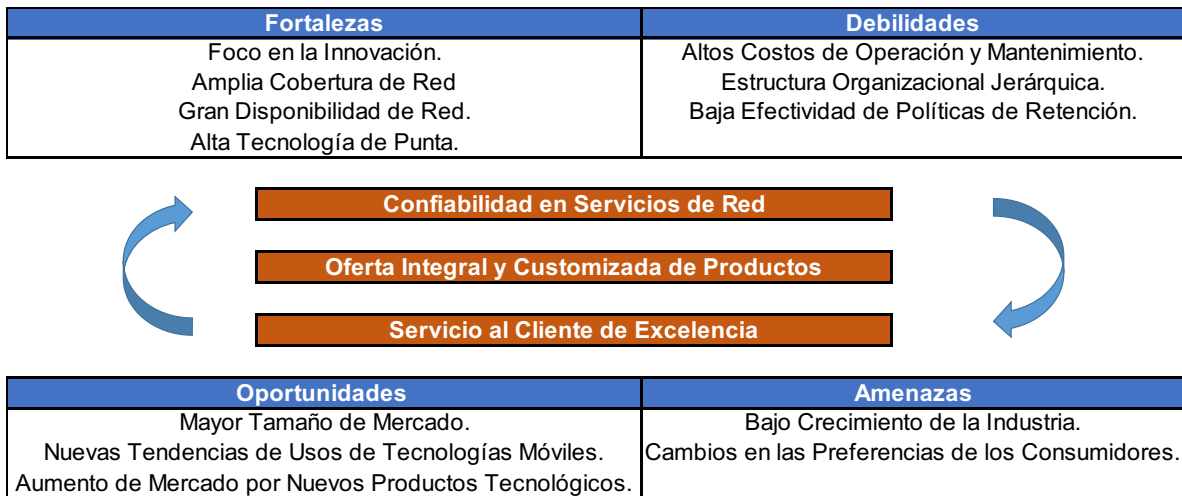 Fortalezas
Debilidades
Foco en la Innovación.
Amplia Cobertura de Red
Gran Disponibilidad de Red.
Alta Tecnología de Punta.
Altos Costos de Operación y Mantenimiento.
Estructura Organizacional Jerárquica.
Baja Efectividad de Políticas de Retención.
Confiabilidad en Servicios de Red
Oferta Integral y Customizada de Productos
Servicio al Cliente de Excelencia
Oportunidades
Amenazas
Mayor Tamaño de Mercado.
Nuevas Tendencias de Usos de Tecnologías Móviles.
Aumento de Mercado por Nuevos Productos Tecnológicos.
Bajo Crecimiento de la Industria.
Cambios en las Preferencias de los Consumidores.